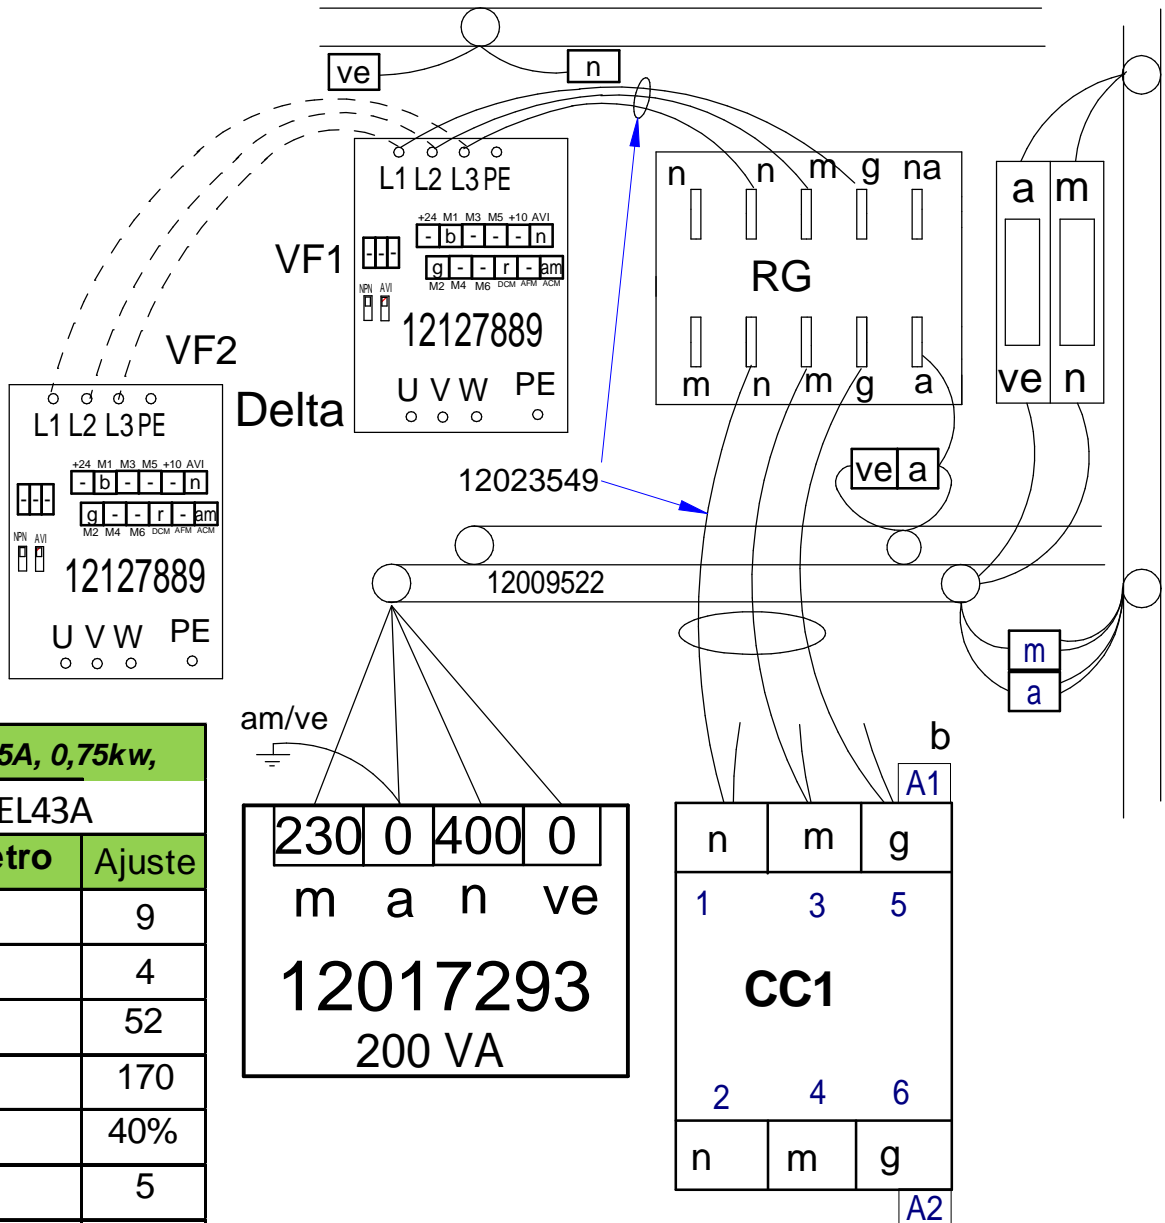 ve
n
L1 L2 L3 PE
+24 M1 M3 M5 +10 AVI
- b - - - n
VF1
- - -
g - - r - am
M2 M4 M6 DCM AFM ACM
NPN AVI
12127889
U V W PE
n n m g na
RG
m n m g a
a m
ve n
VF2
Delta
L1 L2 L3 PE
+24 M1 M3 M5 +10 AVI
- b - - - n
- - -
g - - r - am
M2 M4 M6 DCM AFM ACM
NPN AVI
12127889
U V W PE
12023549
ve a
12009522
m
a
am/ve
230 0 400 0
m a n ve
12017293
200 VA
b
A1
n m g
1 3 5
CC1
2 4 6
n m g
A2
5A, 0,75kw,
EL43A
etro Ajuste
9
4
52
170
40%
5